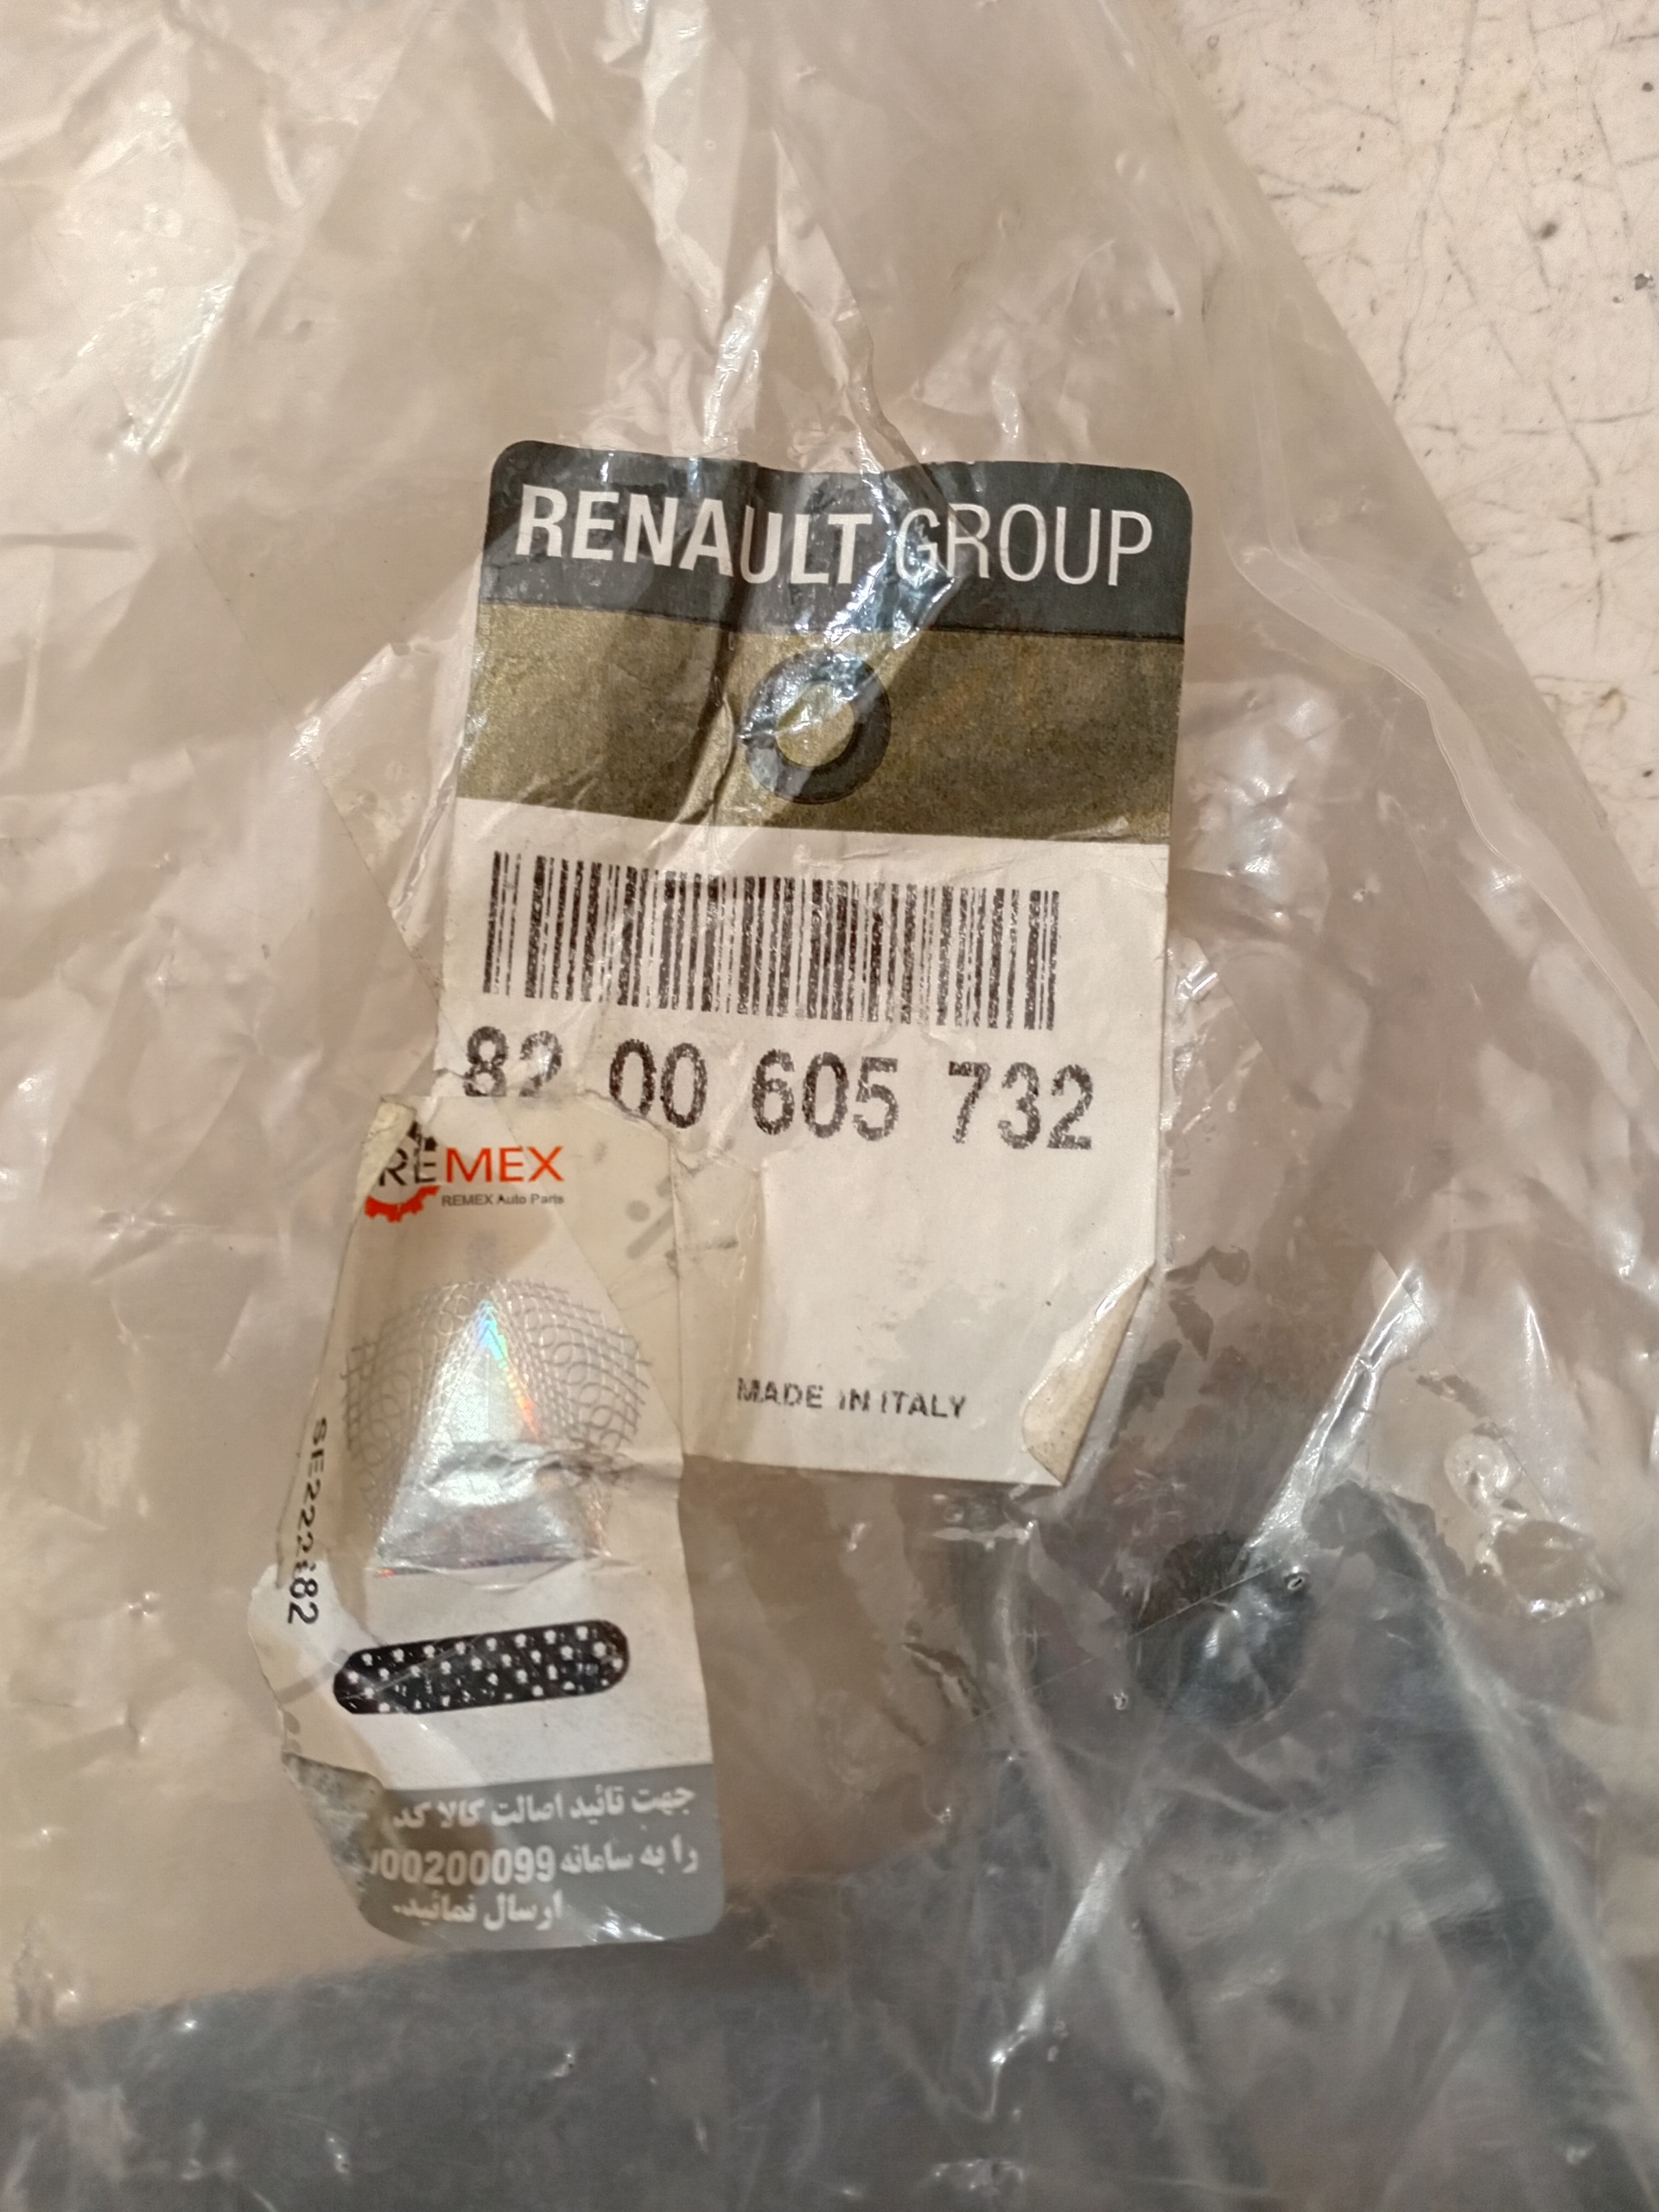 RENAULT GROUP
82 00 605 732
REMEX
REMEX Auto Parts
MADE IN ITALY
جهت تائید اصالت کالا کد
را به سامانه 00200099
ارسال نمائید.